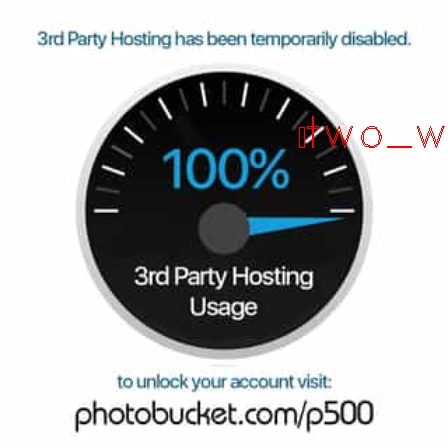 3rd Party Hosting has been temporarily disabled.
two_w
100%
3rd Party Hosting
Usage
to unlock your account visit:
photobucket.com/p500